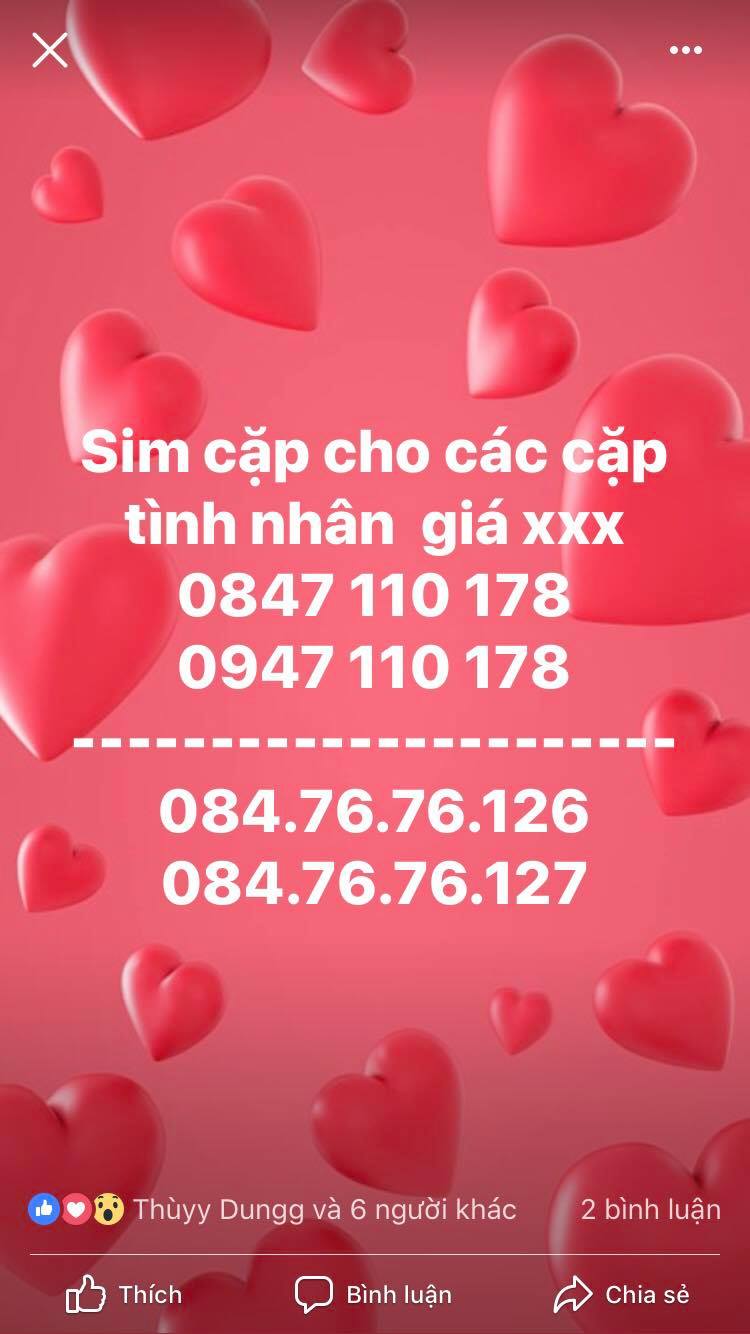 Sim cặp cho các cặp
tình nhân  giá xxx
0847 110 178
0947 110 178
-----------------------
084.76.76.126
084.76.76.127
Thùyy Dungg và 6 người khác
2 bình luận
Thích
Bình luận
Chia sẻ